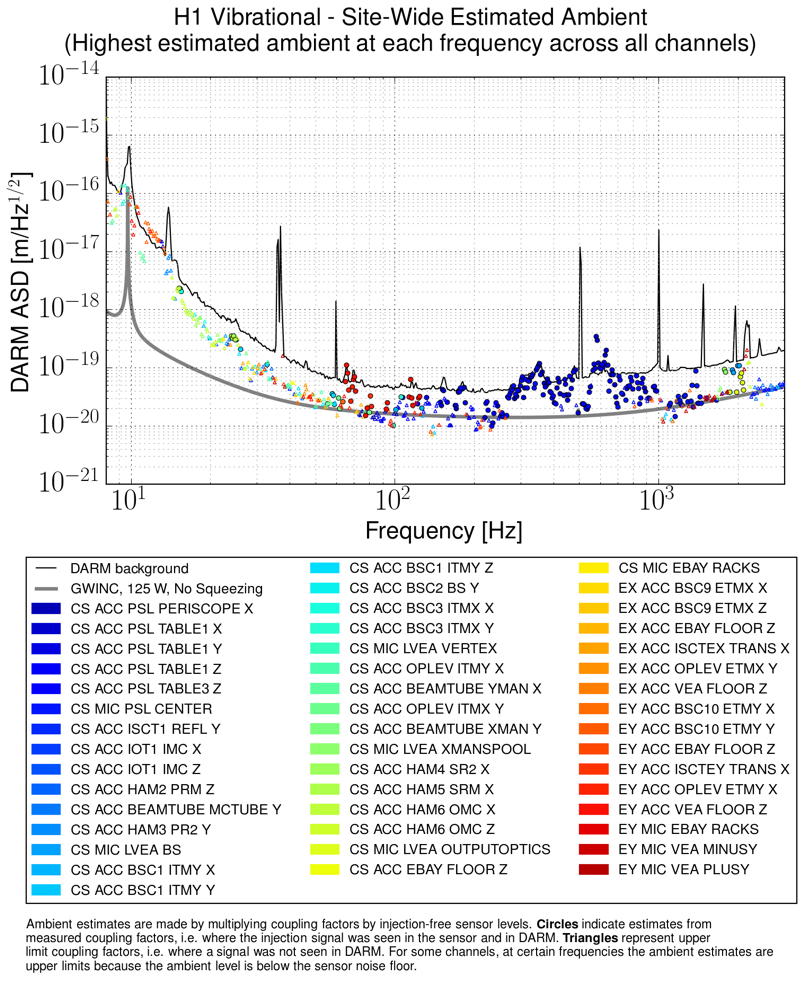 H1 Vibrational - Site-Wide Estimated Ambient
(Highest estimated ambient at each frequency across all channels)
10^{-14}
10^{-15}
10^{-16}
10^{-17}
10^{-18}
10^{-19}
10^{-20}
10^{-21}
DARM ASD [m/Hz^{1/2}]
10^1 10^2 10^3
Frequency [Hz]
DARM background
GWINC, 125 W, No Squeezing
CS ACC PSL PERISCOPE X
CS ACC PSL TABLE1 X
CS ACC PSL TABLE1 Y
CS ACC PSL TABLE1 Z
CS ACC PSL TABLE3 Z
CS MIC PSL CENTER
CS ACC ISCT1 REFL Y
CS ACC IOT1 IMC X
CS ACC IOT1 IMC Z
CS ACC HAM2 PRM Z
CS ACC BEAMTUBE MCTUBE Y
CS ACC HAM3 PR2 Y
CS MIC LVEA BS
CS ACC BSC1 ITMY X
CS ACC BSC1 ITMY Y
CS ACC BSC1 ITMY Z
CS ACC BSC2 BS Y
CS ACC BSC3 ITMX X
CS ACC BSC3 ITMX Y
CS MIC LVEA VERTEX
CS ACC OPLEV ITMY X
CS ACC BEAMTUBE YMAN X
CS ACC OPLEV ITMX Y
CS ACC BEAMTUBE XMAN Y
CS MIC LVEA XMANSPOOL
CS ACC HAM4 SR2 X
CS ACC HAM5 SRM X
CS ACC HAM6 OMC X
CS ACC HAM6 OMC Z
CS MIC LVEA OUTPUTOPTICS
CS ACC EBAY FLOOR Z
CS MIC EBAY RACKS
EX ACC BSC9 ETMX X
EX ACC BSC9 ETMX Z
EX ACC EBAY FLOOR Z
EX ACC ISCTEX TRANS X
EX ACC OPLEV ETMX Y
EX ACC VEA FLOOR Z
EY ACC BSC10 ETMY X
EY ACC BSC10 ETMY Y
EY ACC EBAY FLOOR Z
EY ACC ISCTEY TRANS X
EY ACC OPLEV ETMY X
EY ACC VEA FLOOR Z
EY MIC EBAY RACKS
EY MIC VEA MINUSY
EY MIC VEA PLUSY
Ambient estimates are made by multiplying coupling factors by injection-free sensor levels. Circles indicate estimates from
measured coupling factors, i.e. where the injection signal was seen in the sensor and in DARM. Triangles represent upper
limit coupling factors, i.e. where a signal was not seen in DARM. For some channels, at certain frequencies the ambient estimates are
upper limits because the ambient level is below the sensor noise floor.